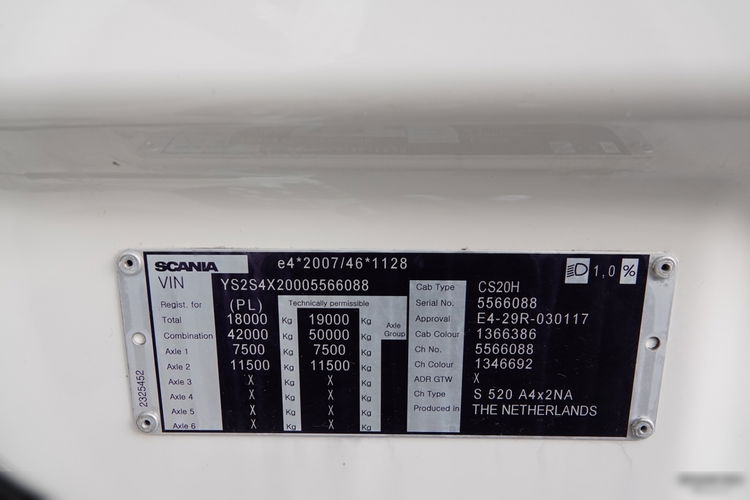 SCANIA e4*2007/46*1128 1,0 %
VIN YS2S4X20005566088
Regist. for (PL) Technically permissible
Total 18000 Kg 19000 Kg Axle Group
Combination 42000 Kg 50000 Kg
Axle 1 7500 Kg 7500 Kg
Axle 2 11500 Kg 11500 Kg
Axle 3 X Kg X Kg
Axle 4 X Kg X Kg
Axle 5 X Kg X Kg
Axle 6 X Kg X Kg
Cab Type CS20H
Serial No. 5566088
Approval E4-29R-030117
Cab Colour 1366386
Ch No. 5566088
Ch Colour 1346692
ADR GTW X
Ch Type S 520 A4x2NA
Produced in THE NETHERLANDS
2325452